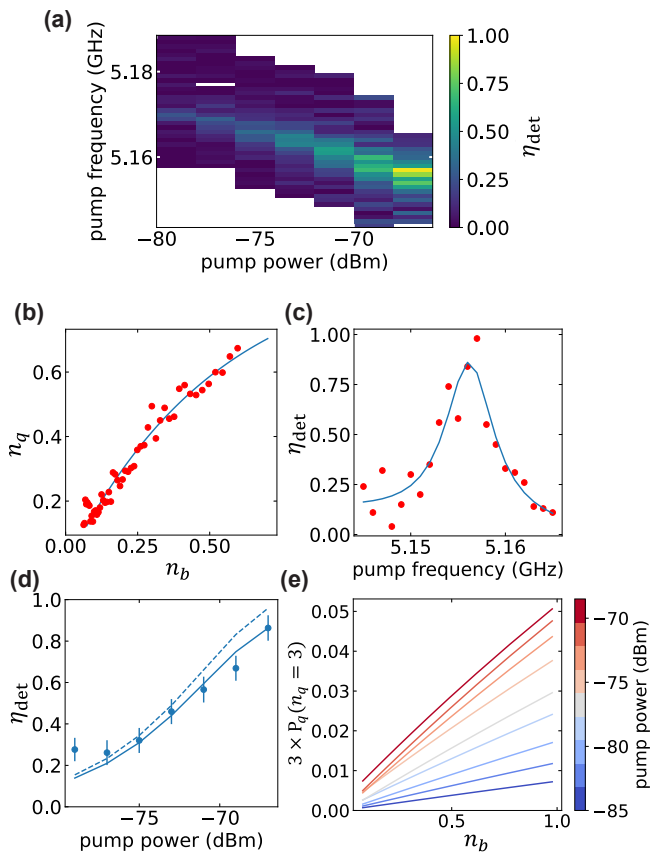 (a)
pump frequency (GHz)
5.188
5.16
−80
−75
−70
pump power (dBm)
1.00
0.75
0.50
0.25
0.00
η_det
(b)
n_q
0.6
0.4
0.2
0.00
0.25
0.50
n_b
(c)
η_det
1.00
0.75
0.50
0.25
0.00
5.15
5.16
pump frequency (GHz)
(d)
η_det
1.0
0.8
0.6
0.4
0.2
0.0
−75
−70
pump power (dBm)
(e)
3 × P_q(n_q = 3)
0.05
0.04
0.03
0.02
0.01
0.00
0.5
1.0
n_b
−70
−75
−80
−85
pump power (dBm)